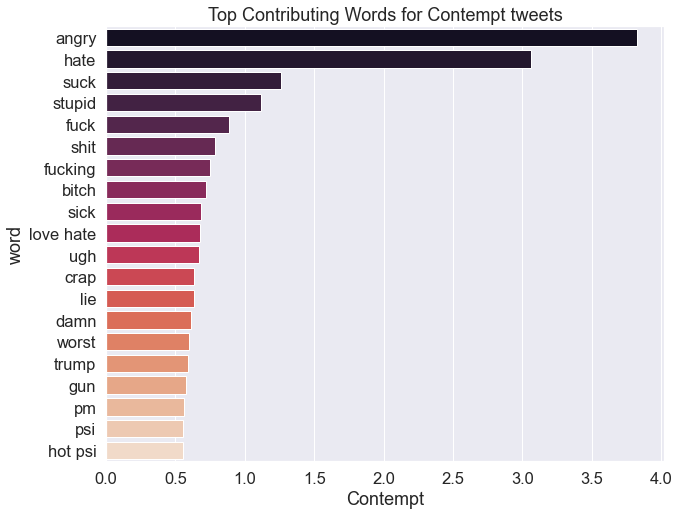 Top Contributing Words for Contempt tweets
word
angry
hate
suck
stupid
fuck
shit
fucking
bitch
sick
love hate
ugh
crap
lie
damn
worst
trump
gun
pm
psi
hot psi
0.0 0.5 1.0 1.5 2.0 2.5 3.0 3.5 4.0
Contempt